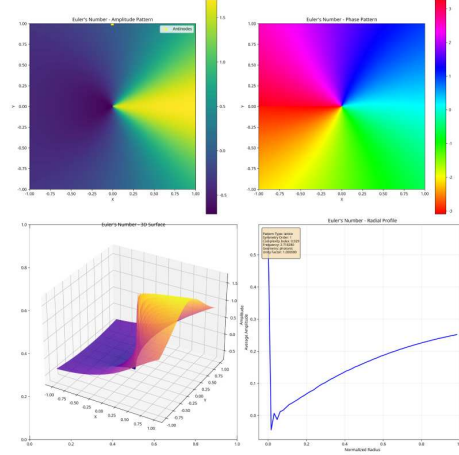 Euler's Number - Amplitude Pattern
Antinodes
1.00
0.75
0.50
0.25
0.00
-0.25
-0.50
-0.75
-1.00
-1.00 -0.75 -0.50 -0.25 0.00 0.25 0.50 0.75 1.00
X
Y
1.5
1.0
0.5
0.0
-0.5
Euler's Number - Phase Pattern
1.00
0.75
0.50
0.25
0.00
-0.25
-0.50
-0.75
-1.00
-1.00 -0.75 -0.50 -0.25 0.00 0.25 0.50 0.75 1.00
X
Y
3
2
1
0
-1
-2
-3
Euler's Number - 3D Surface
1.0
0.8
0.6
0.4
0.2
0.0
0.0 0.2 0.4 0.6 0.8 1.0
-1.00 -0.75 -0.50 -0.25 0.00 0.25 0.50 0.75 1.00
X
-1.00 -0.75 -0.50 -0.25 0.00 0.25 0.50 0.75 1.00
Y
1.5
1.0
0.5
0.0
-0.5
Amplitude
Euler's Number - Radial Profile
Symmetry Order: 1
0.5
0.4
0.3
0.2
0.1
0.0
Average Amplitude
0.0 0.2 0.4 0.6 0.8
Normalized Radius